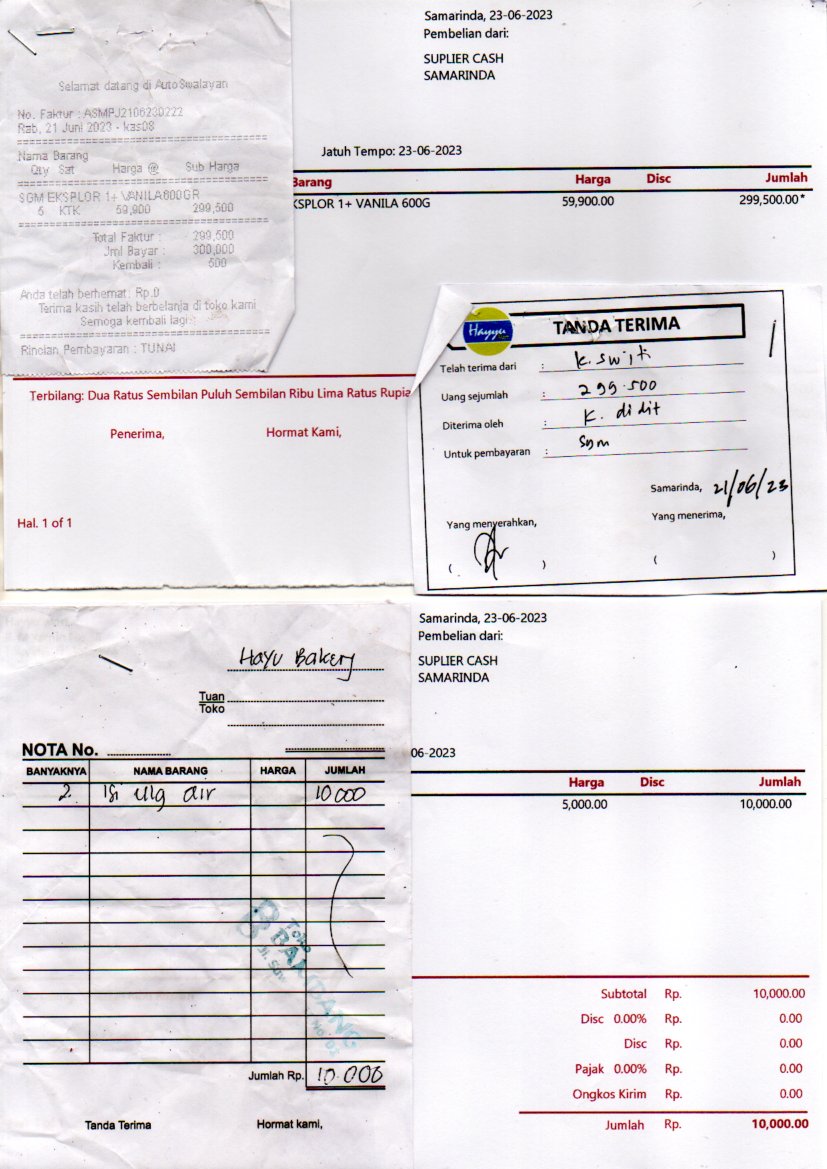 Selamat datang di AutoSwalayan
No. Faktur : ASMPJ2106230222
Rab, 21 Juni 2023 - kas08
Nama Barang
Qty Sat Harga @ Sub Harga
SGM EKSPLOR 1+ VANILA600GR
5 KTK 59,900 299,500
Total Faktur : 299,500
Jml Bayar : 300,000
Kembali : 500
Anda telah berhemat: Rp.0
Terima kasih telah berbelanja di toko kami
Semoga kembali lagi :
Rincian Pembayaran : TUNAI
Samarinda, 23-06-2023
Pembelian dari:
SUPLIER CASH
SAMARINDA
Jatuh Tempo: 23-06-2023
Barang Harga Disc Jumlah
KSPLOR 1+ VANILA 600G 59,900.00 299,500.00*
Terbilang: Dua Ratus Sembilan Puluh Sembilan Ribu Lima Ratus Rupia
Penerima, Hormat Kami,
Hal. 1 of 1
Hayyu
TANDA TERIMA
Telah terima dari : K. Switi
Uang sejumlah : 299.500
Diterima oleh : K. didit
Untuk pembayaran : Sgm
Samarinda, 21/06/23
Yang menyerahkan, Yang menerima,
( ) ( )
Hayu Bakery
Tuan
Toko
NOTA No.
BANYAKNYA NAMA BARANG HARGA JUMLAH
2. isi ulg air 10000
Toko
BAMBANG
Jumlah Rp. 10.000
Tanda Terima Hormat kami,
Samarinda, 23-06-2023
Pembelian dari:
SUPLIER CASH
SAMARINDA
06-2023
Harga Disc Jumlah
5,000.00 10,000.00
Subtotal Rp. 10,000.00
Disc 0.00% Rp. 0.00
Disc Rp. 0.00
Pajak 0.00% Rp. 0.00
Ongkos Kirim Rp. 0.00
Jumlah Rp. 10,000.00